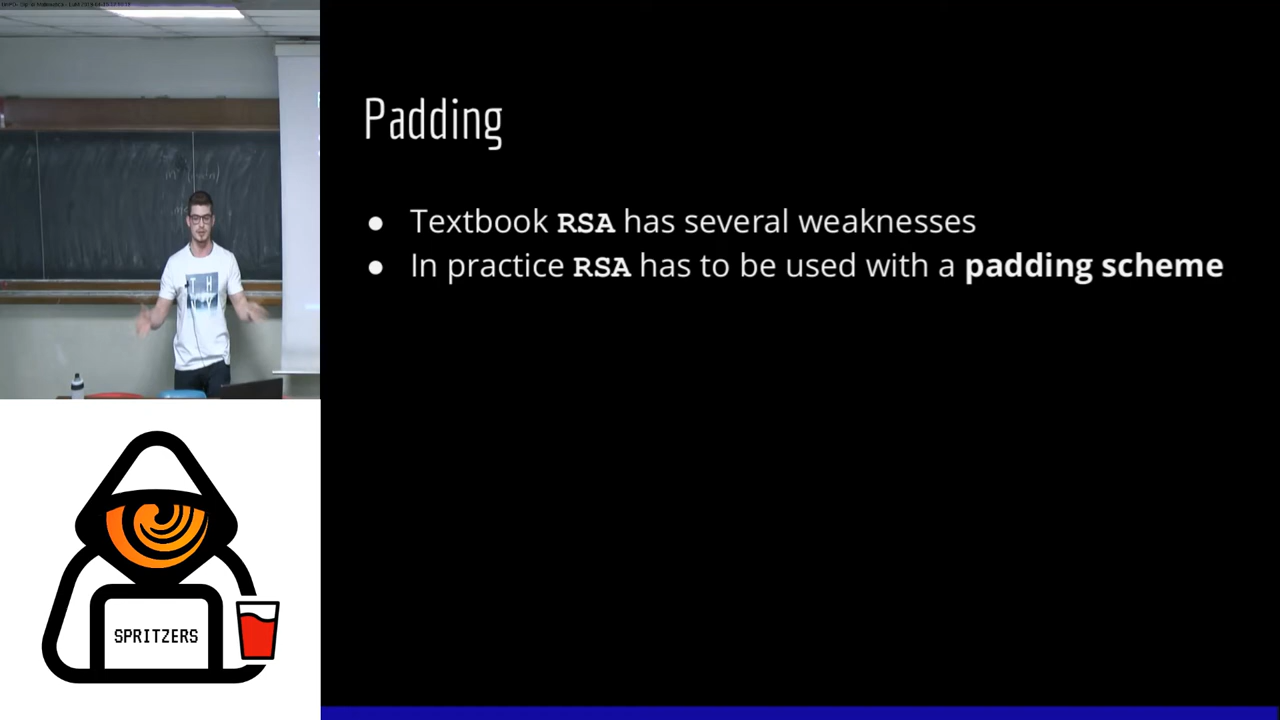 Padding
● Textbook RSA has several weaknesses
● In practice RSA has to be used with a padding scheme
SPRITZERS